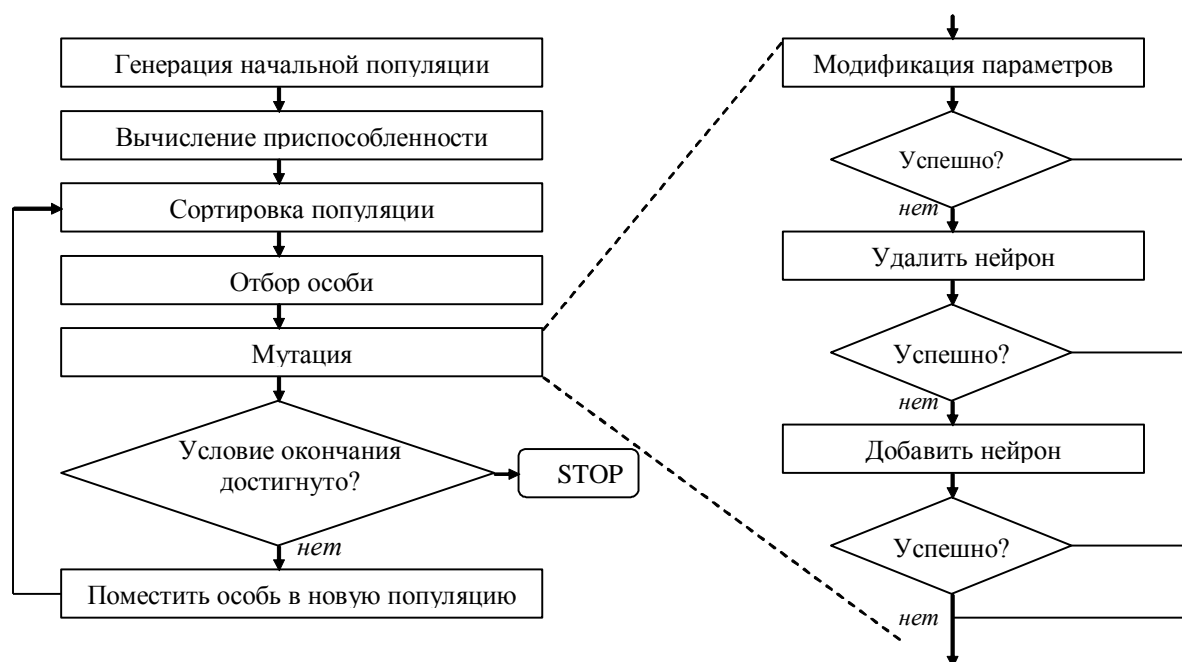 Генерация начальной популяции
Вычисление приспособленности
Сортировка популяции
Отбор особи
Мутация
Условие окончания
достигнуто?
STOP
нет
Поместить особь в новую популяцию
Модификация параметров
Успешно?
нет
Удалить нейрон
Успешно?
нет
Добавить нейрон
Успешно?
нет